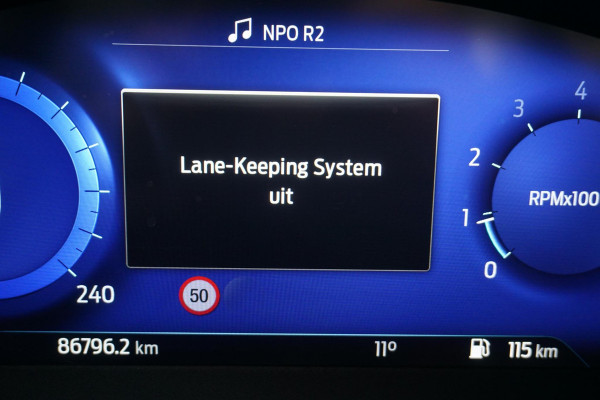 NPO R2
Lane-Keeping System
uit
4
3
2
1
0
RPMx100
240
50
86796.2 km
11°
115 km